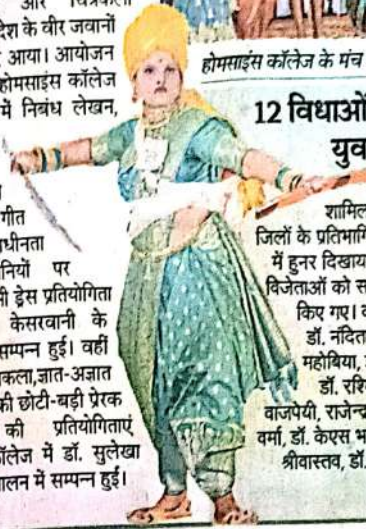 और चित्रकला
देश के वीर जवानों
आया। आयोजन
होमसाइंस कॉलेज
में निबंध लेखन,
गीत
धीनता
नियों पर
ी ड्रेस प्रतियोगिता
केसरवानी के
सम्पन्न हुई। वहीं
कला,ज्ञात-अज्ञात
की छोटी-बड़ी प्रेरक
की प्रतियोगिताएं
ॉलेज में डॉ. सुलेखा
ालन में सम्पन्न हुई।
होमसाइंस कॉलेज के मंच
12 विधाओं
युव
शामिल
जिलों के प्रतिभागि
में हुनर दिखाय
विजेताओं को स
किए गए।
डॉ. नंदित
महोबिया,
डॉ. रश्मि
वाजपेयी, राजेन्द्र
वर्मा, डॉ. केएस भ
श्रीवास्तव, डॉ.